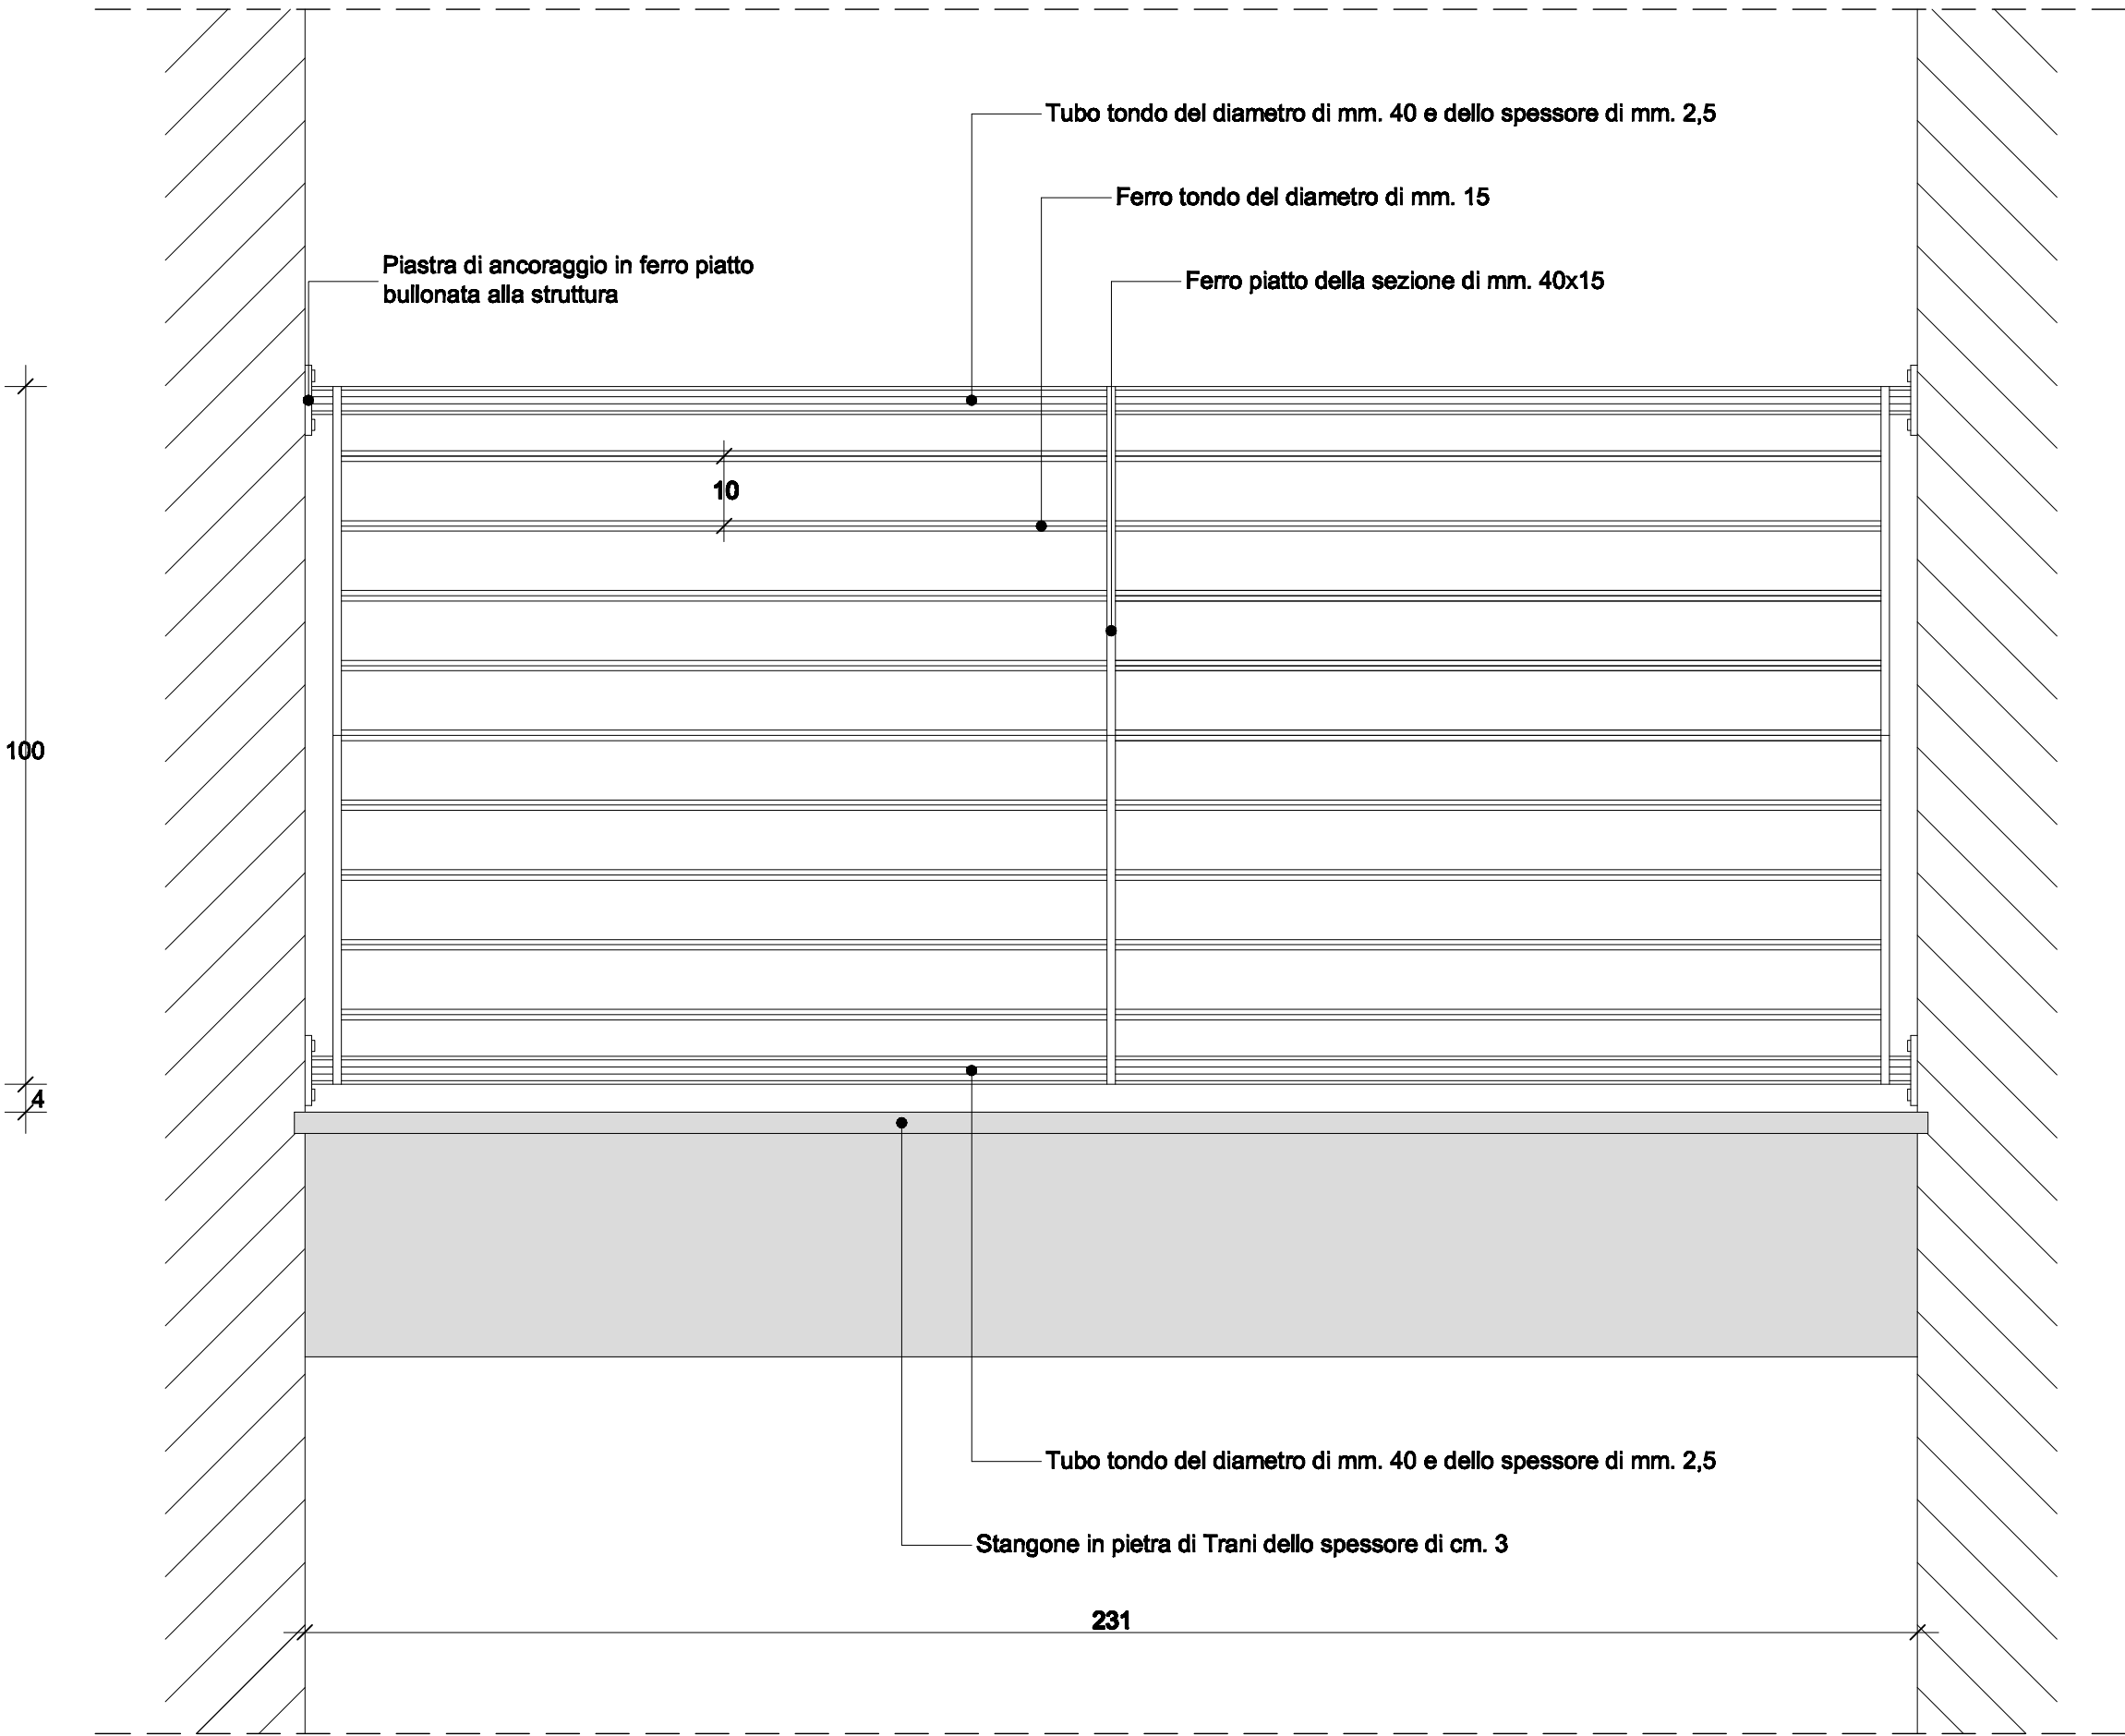 Tubo tondo del diametro di mm. 40 e dello spessore di mm. 2,5
Ferro tondo del diametro di mm. 15
Piastra di ancoraggio in ferro piatto
bullonata alla struttura
Ferro piatto della sezione di mm. 40x15
10
100
4
Tubo tondo del diametro di mm. 40 e dello spessore di mm. 2,5
Stangone in pietra di Trani dello spessore di cm. 3
231